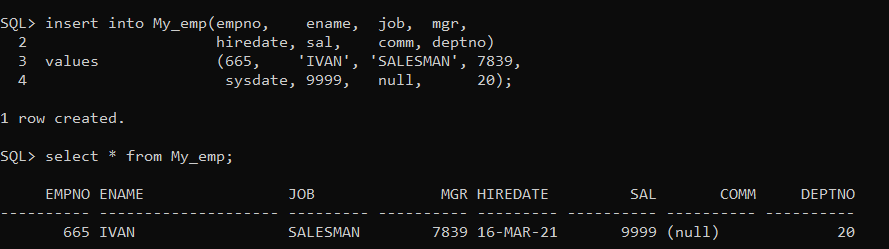 SQL> insert into My_emp(empno,    ename,  job,  mgr,
  2                     hiredate, sal,    comm, deptno)
  3  values             (665,    'IVAN', 'SALESMAN', 7839,
  4                      sysdate, 9999,   null,      20);
1 row created.
SQL> select * from My_emp;
     EMPNO ENAME                JOB              MGR HIREDATE         SAL       COMM     DEPTNO
---------- -------------------- --------- ---------- --------- ---------- ---------- ----------
       665 IVAN                 SALESMAN        7839 16-MAR-21       9999 (null)             20